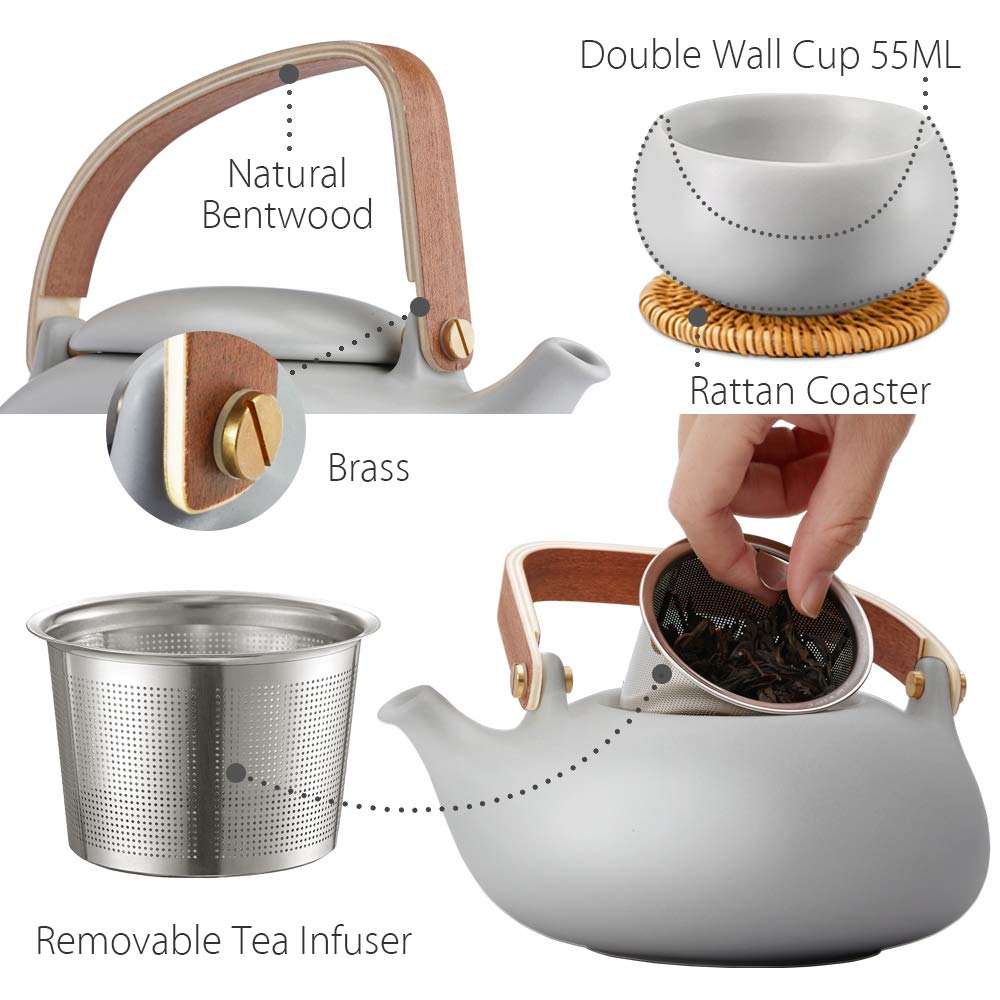 Double Wall Cup 55ML
Natural
Bentwood
Rattan Coaster
Brass
Removable Tea Infuser